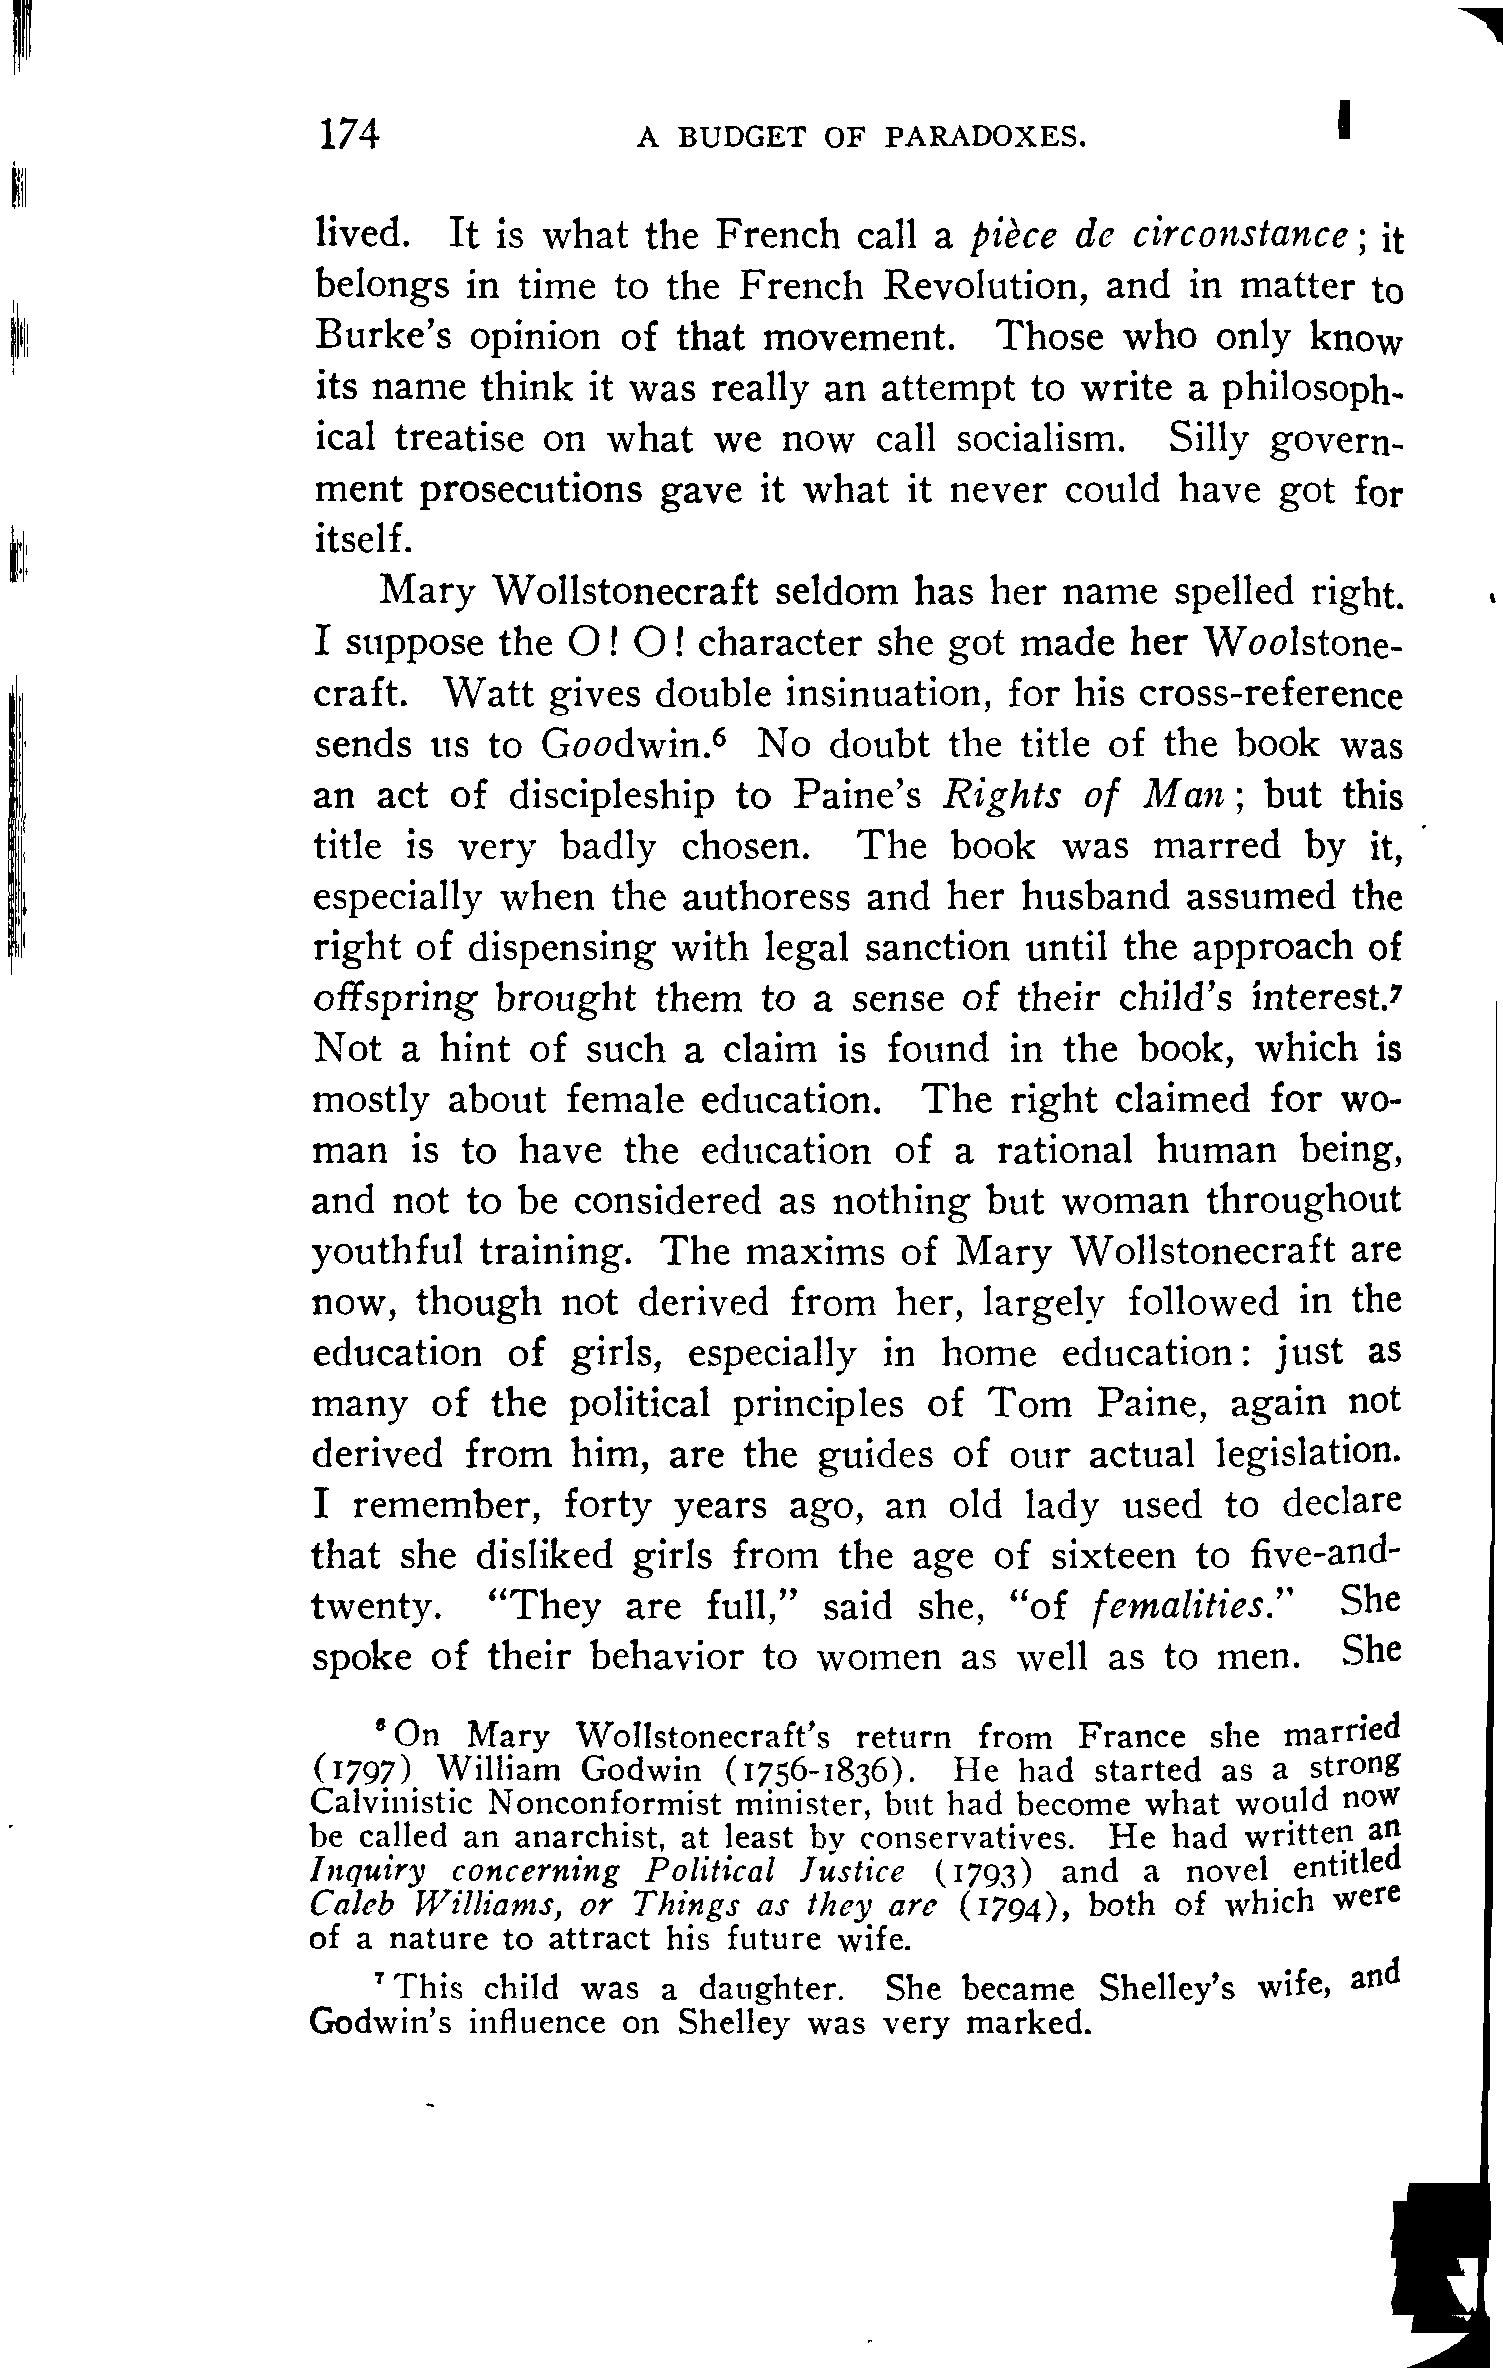 174 A BUDGET OF PARADOXES.
lived. It is what the French call a pièce de circonstance; it
belongs in time to the French Revolution, and in matter to
Burke's opinion of that movement. Those who only know
its name think it was really an attempt to write a philosoph-
ical treatise on what we now call socialism. Silly govern-
ment prosecutions gave it what it never could have got for
itself.
Mary Wollstonecraft seldom has her name spelled right.
I suppose the O! O! character she got made her Woolstone-
craft. Watt gives double insinuation, for his cross-reference
sends us to Goodwin.⁶ No doubt the title of the book was
an act of discipleship to Paine's Rights of Man; but this
title is very badly chosen. The book was marred by it,
especially when the authoress and her husband assumed the
right of dispensing with legal sanction until the approach of
offspring brought them to a sense of their child's interest.⁷
Not a hint of such a claim is found in the book, which is
mostly about female education. The right claimed for wo-
man is to have the education of a rational human being,
and not to be considered as nothing but woman throughout
youthful training. The maxims of Mary Wollstonecraft are
now, though not derived from her, largely followed in the
education of girls, especially in home education: just as
many of the political principles of Tom Paine, again not
derived from him, are the guides of our actual legislation.
I remember, forty years ago, an old lady used to declare
that she disliked girls from the age of sixteen to five-and-
twenty. "They are full," said she, "of femalities." She
spoke of their behavior to women as well as to men. She
⁶ On Mary Wollstonecraft's return from France she married
(1797) William Godwin (1756-1836). He had started as a strong
Calvinistic Nonconformist minister, but had become what would now
be called an anarchist, at least by conservatives. He had written an
Inquiry concerning Political Justice (1793) and a novel entitled
Caleb Williams, or Things as they are (1794), both of which were
of a nature to attract his future wife.
⁷ This child was a daughter. She became Shelley's wife, and
Godwin's influence on Shelley was very marked.